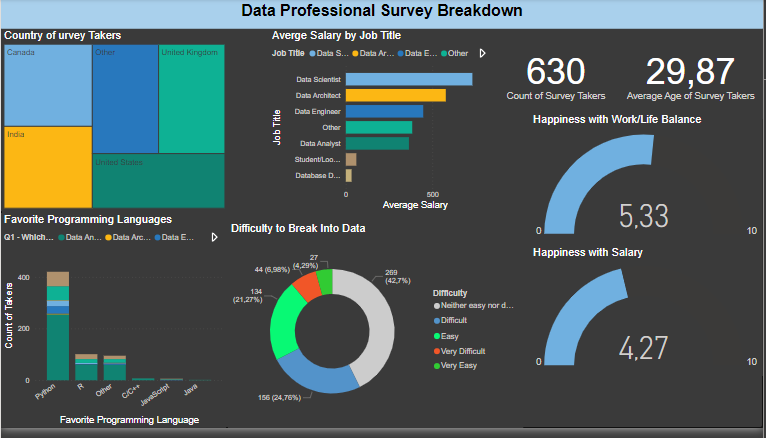 Data Professional Survey Breakdown
Country of urvey Takers
Canada
Other
United Kingdom
India
United States
Averge Salary by Job Title
Job Title Data S... Data Ar... Data E... Other
Job Title
Data Scientist
Data Architect
Data Engineer
Other
Data Analyst
Student/Loo...
Database D...
0 500
Average Salary
630
Count of Survey Takers
29,87
Average Age of Survey Takers
Happiness with Work/Life Balance
5,33
0 10
Happiness with Salary
4,27
0 10
Favorite Programming Languages
Q1 - Which... Data An... Data Arc... Data E...
Count of Takers
400
200
0
Python
R
Other
C/C++
JavaScript
Java
Favorite Programming Language
Difficulty to Break Into Data
27
(4,29%)
44 (6,98%)
134
(21,27%)
269
(42,7%)
156 (24,76%)
Difficulty
Neither easy nor d...
Difficult
Easy
Very Difficult
Very Easy